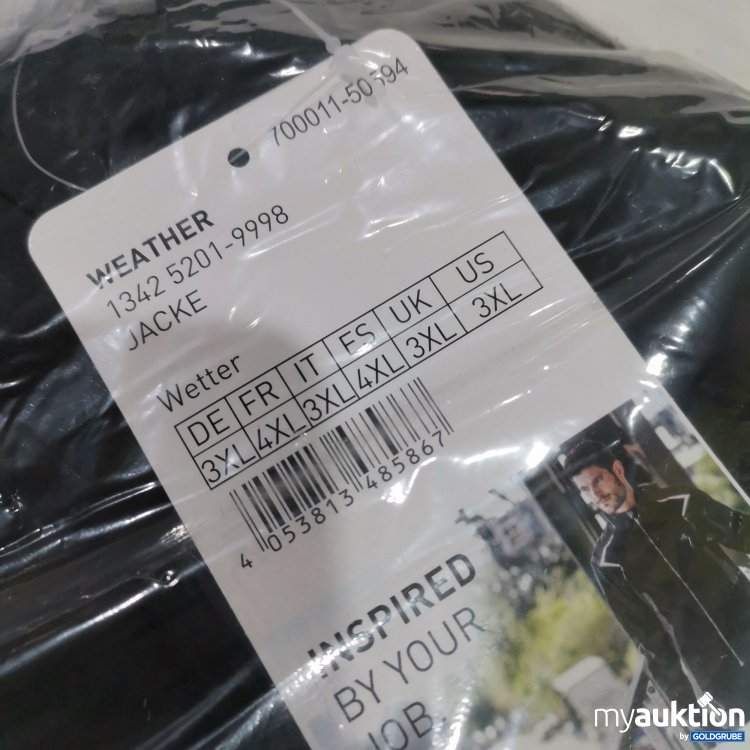 700011-50594
WEATHER
1342 5201-9998
JACKE
Wetter
DE FR IT ES UK US
3XL 4XL 3XL 4XL 3XL 3XL
4 053813 485867
INSPIRED
BY YOUR
JOB.
myauktion
by GOLDGRUBE